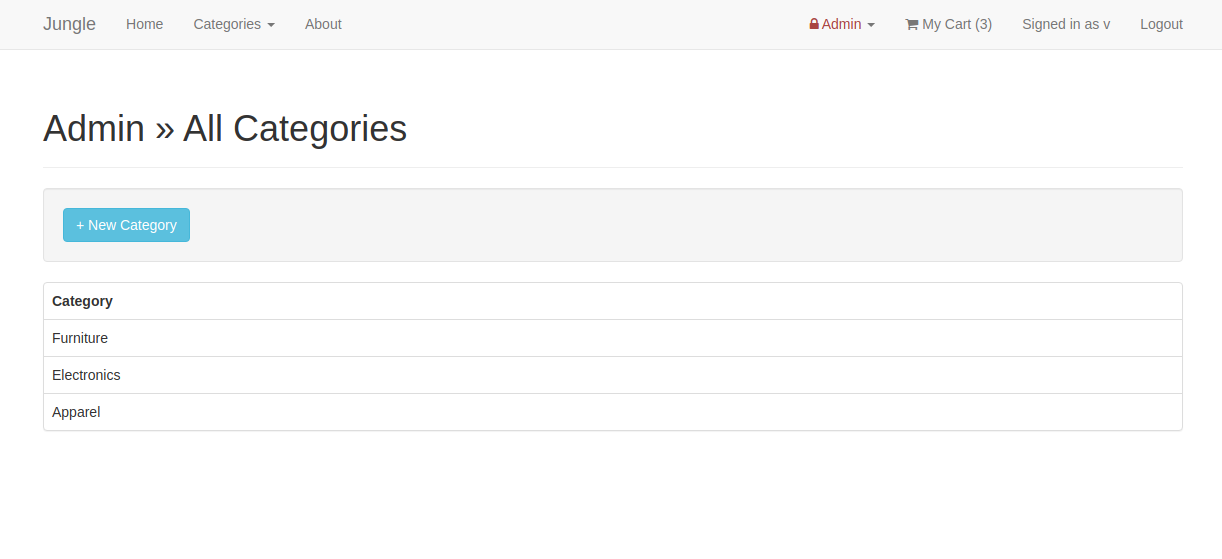 Jungle Home Categories About Admin My Cart (3) Signed in as v Logout
Admin » All Categories
+ New Category
Category
Furniture
Electronics
Apparel